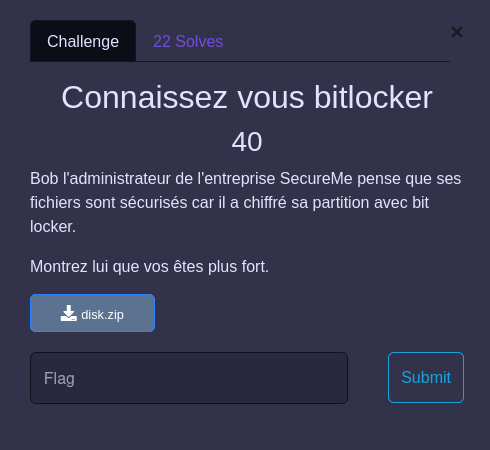 Challenge
22 Solves
×
Connaissez vous bitlocker
40
Bob l'administrateur de l'entreprise SecureMe pense que ses
fichiers sont sécurisés car il a chiffré sa partition avec bit
locker.
Montrez lui que vos êtes plus fort.
disk.zip
Flag
Submit